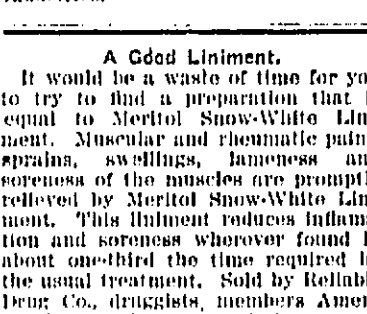 A Good Liniment.
It would be a waste of time for yo
to try to find a preparation that i
equal to Meritol Snow-White Lin
ment. Muscular and rheumatic pain
sprains, swellings, lameness an
soreness of the muscles are promptl
relieved by Meritol Snow-White Lin
ment. This liniment reduces inflam
tion and soreness wherever found i
about one-third the time required b
the usual treatment. Sold by Reliabl
Drug Co., druggists, members Amer